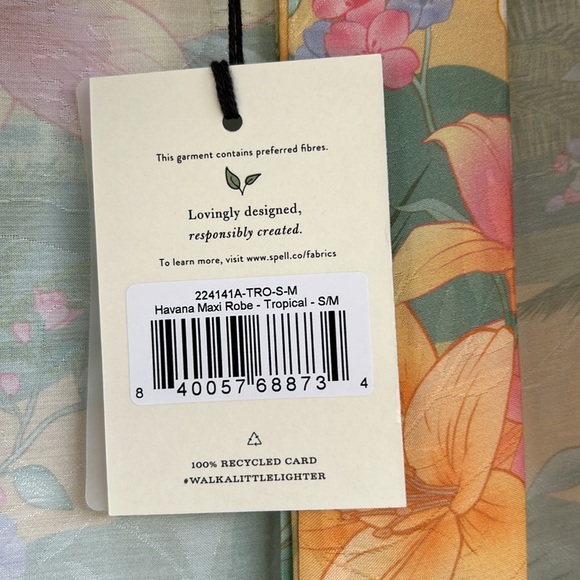 This garment contains preferred fibres.
Lovingly designed,
responsibly created.
To learn more, visit www.spell.co/fabrics
224141A-TRO-S-M
Havana Maxi Robe - Tropical - S/M
8 40057 68873 4
100% RECYCLED CARD
#WALKALITTLELIGHTER